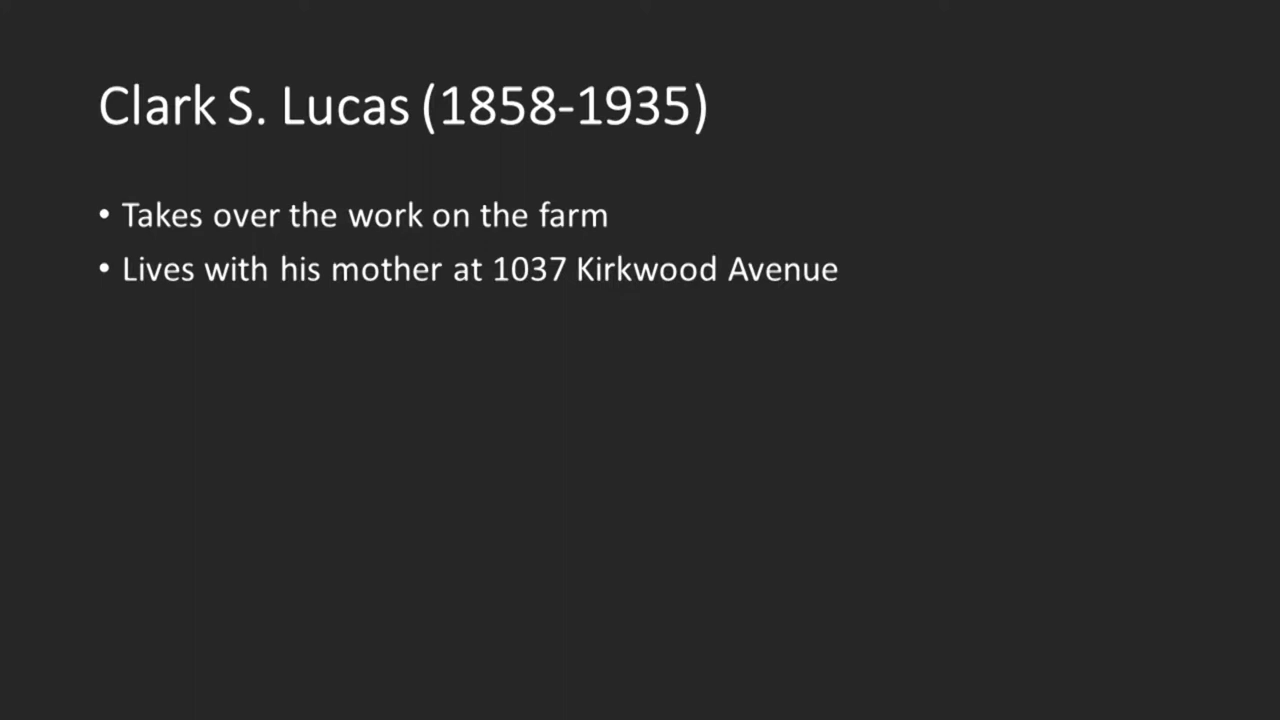 Clark S. Lucas (1858-1935)
• Takes over the work on the farm
• Lives with his mother at 1037 Kirkwood Avenue